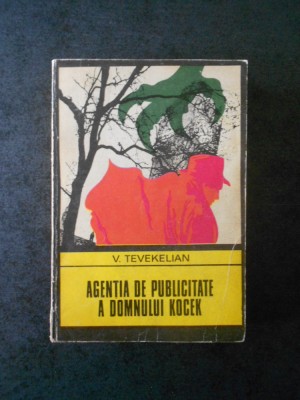 V. TEVEKELIAN
AGENTIA DE PUBLICITATE
A DOMNULUI KOCEK